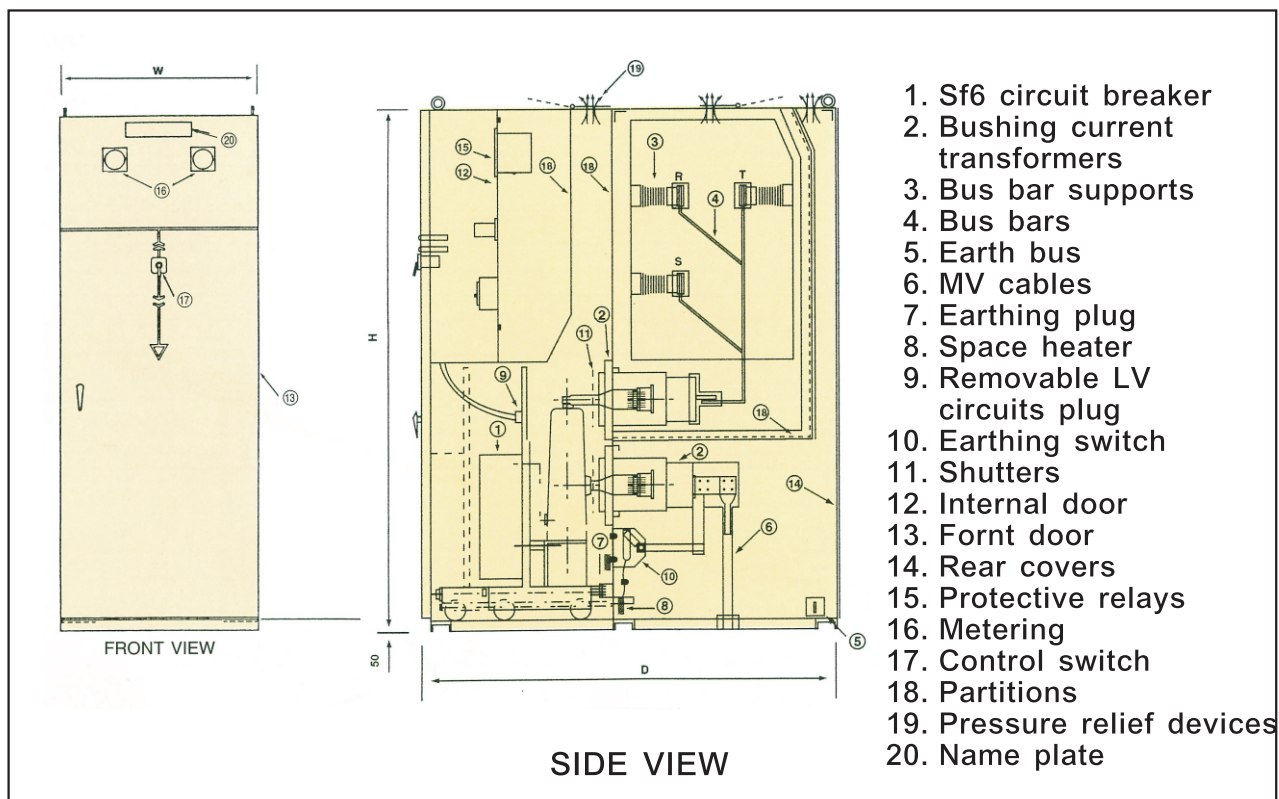 W
20
16
17
13
FRONT VIEW
19
15
12
18
18
3
R
T
4
S
H
2
11
9
1
18
2
14
7
6
10
8
5
50
D
SIDE VIEW
1. Sf6 circuit breaker
2. Bushing current
transformers
3. Bus bar supports
4. Bus bars
5. Earth bus
6. MV cables
7. Earthing plug
8. Space heater
9. Removable LV
circuits plug
10. Earthing switch
11. Shutters
12. Internal door
13. Fornt door
14. Rear covers
15. Protective relays
16. Metering
17. Control switch
18. Partitions
19. Pressure relief devices
20. Name plate